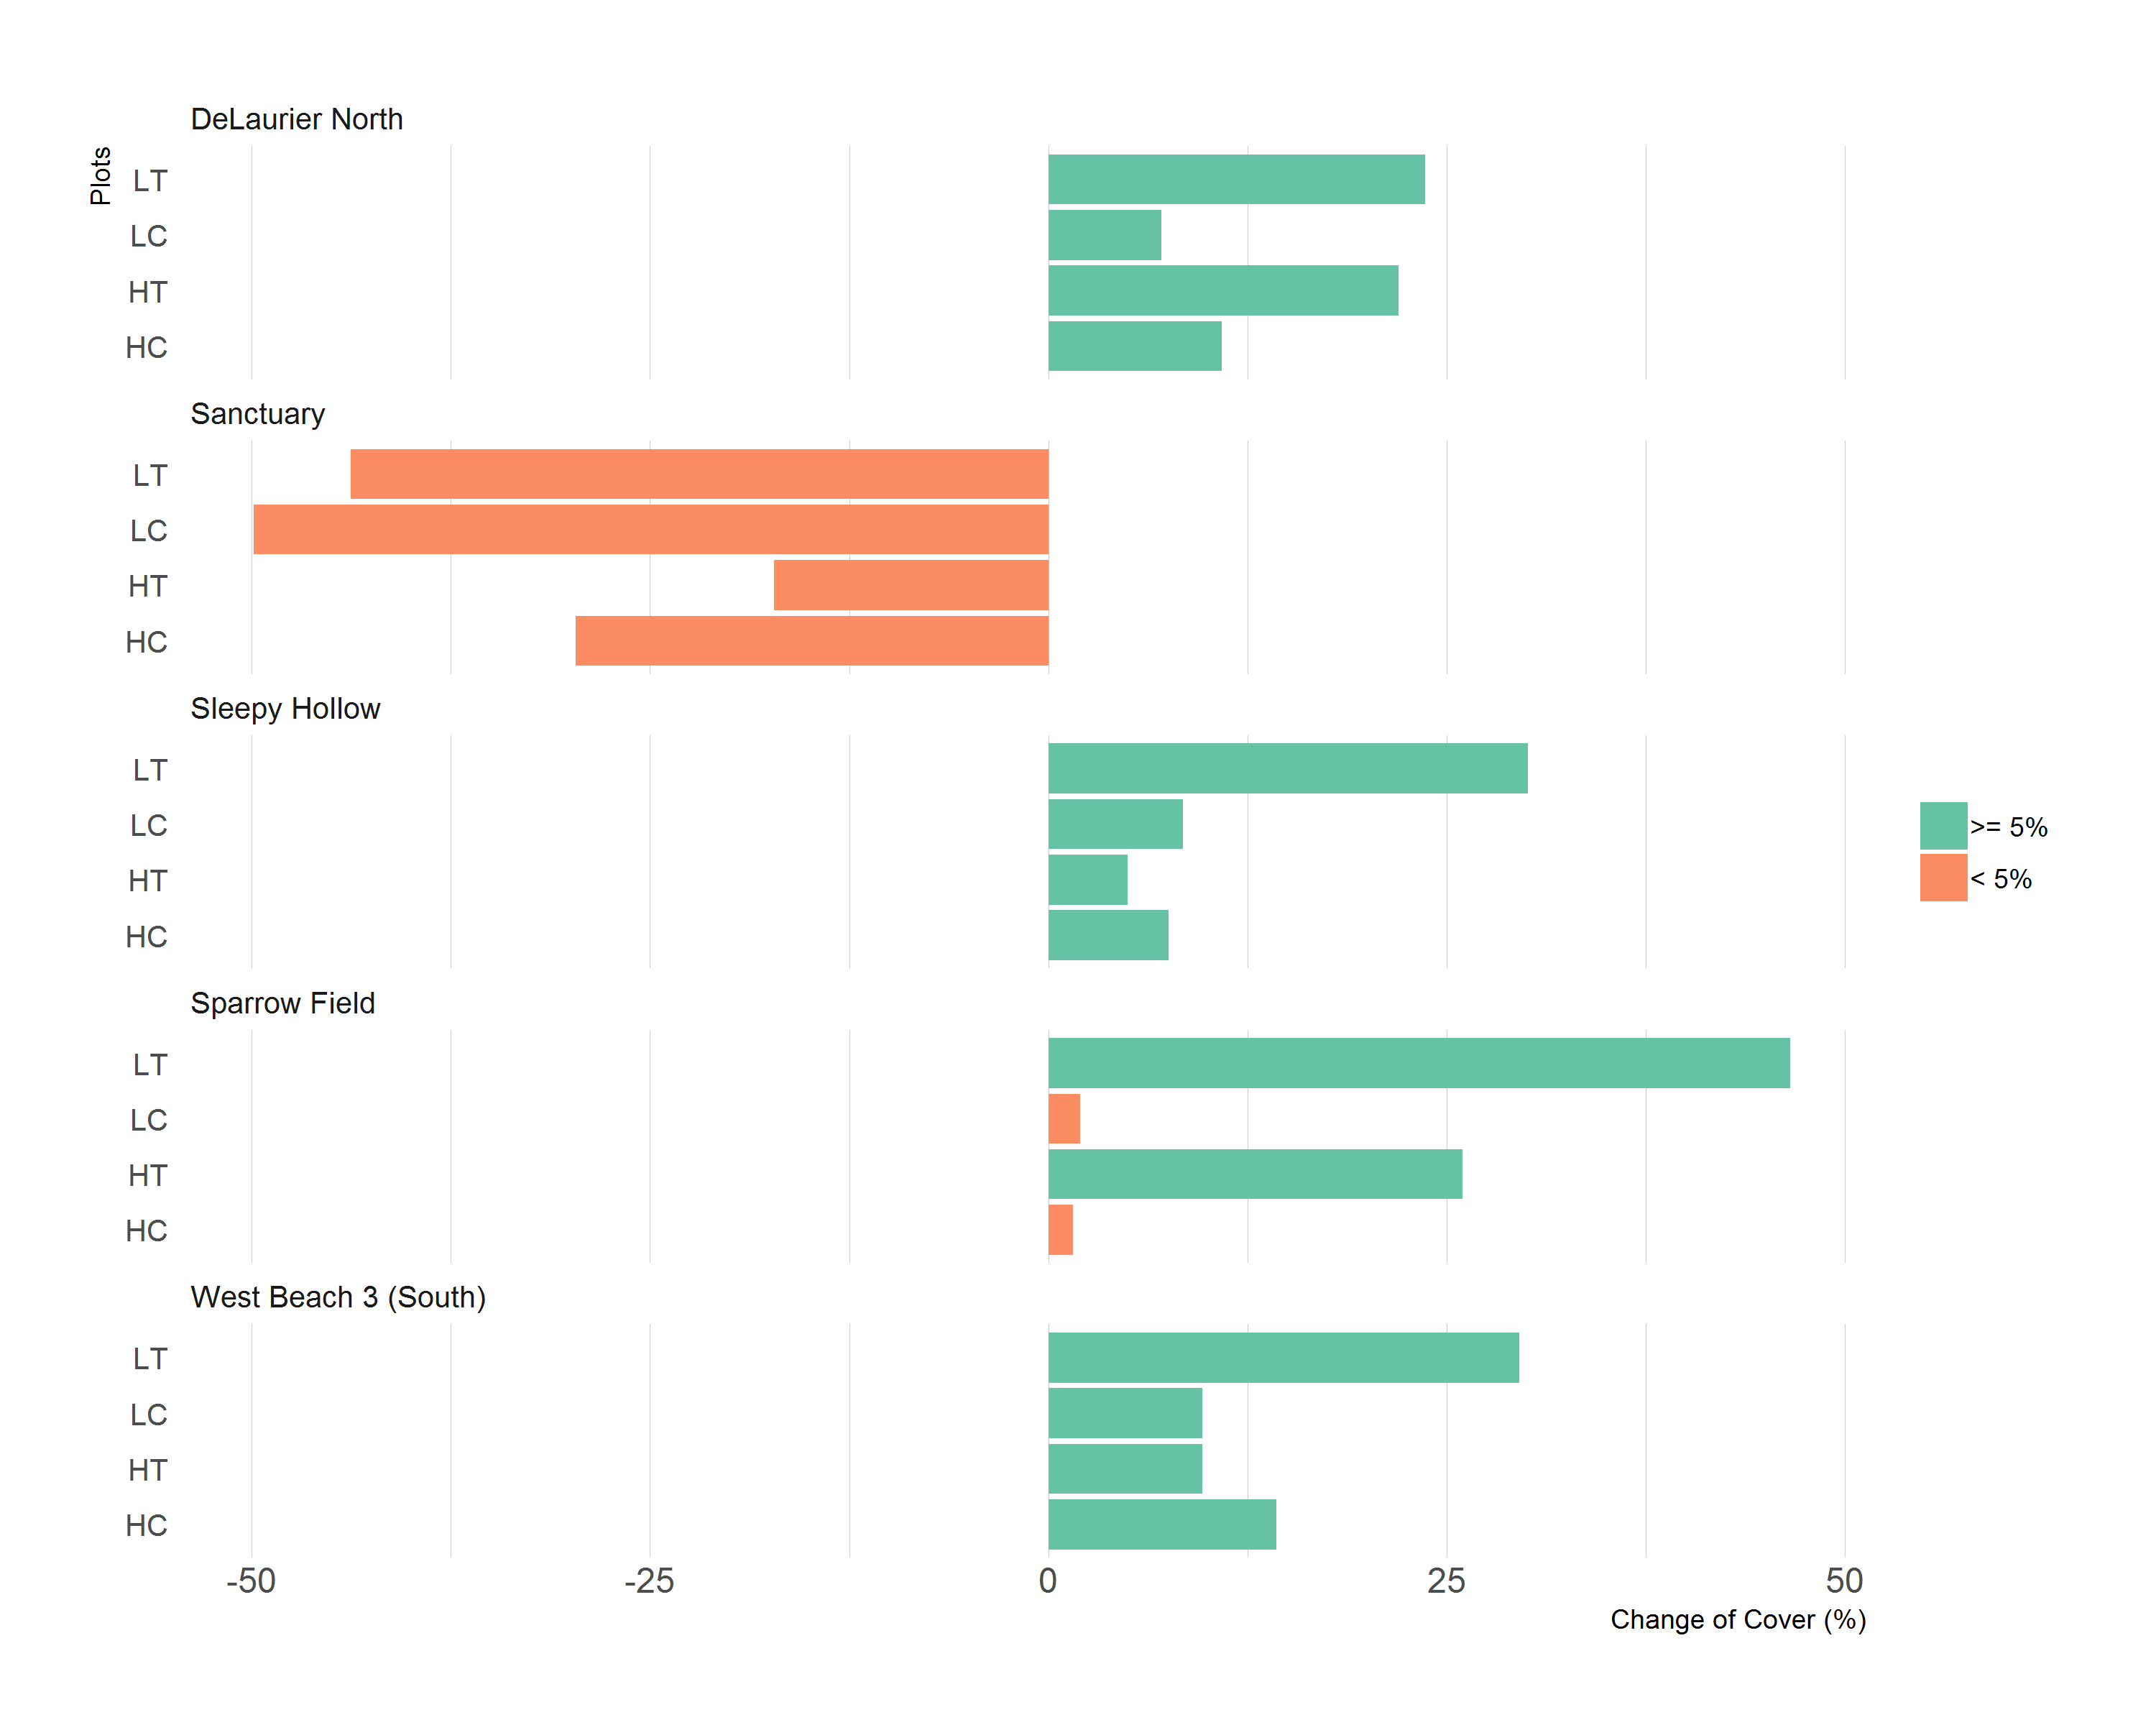 DeLaurier North
Plots
LT
LC
HT
HC
Sanctuary
LT
LC
HT
HC
Sleepy Hollow
LT
LC
HT
HC
>= 5%
< 5%
Sparrow Field
LT
LC
HT
HC
West Beach 3 (South)
LT
LC
HT
HC
-50 -25 0 25 50
Change of Cover (%)